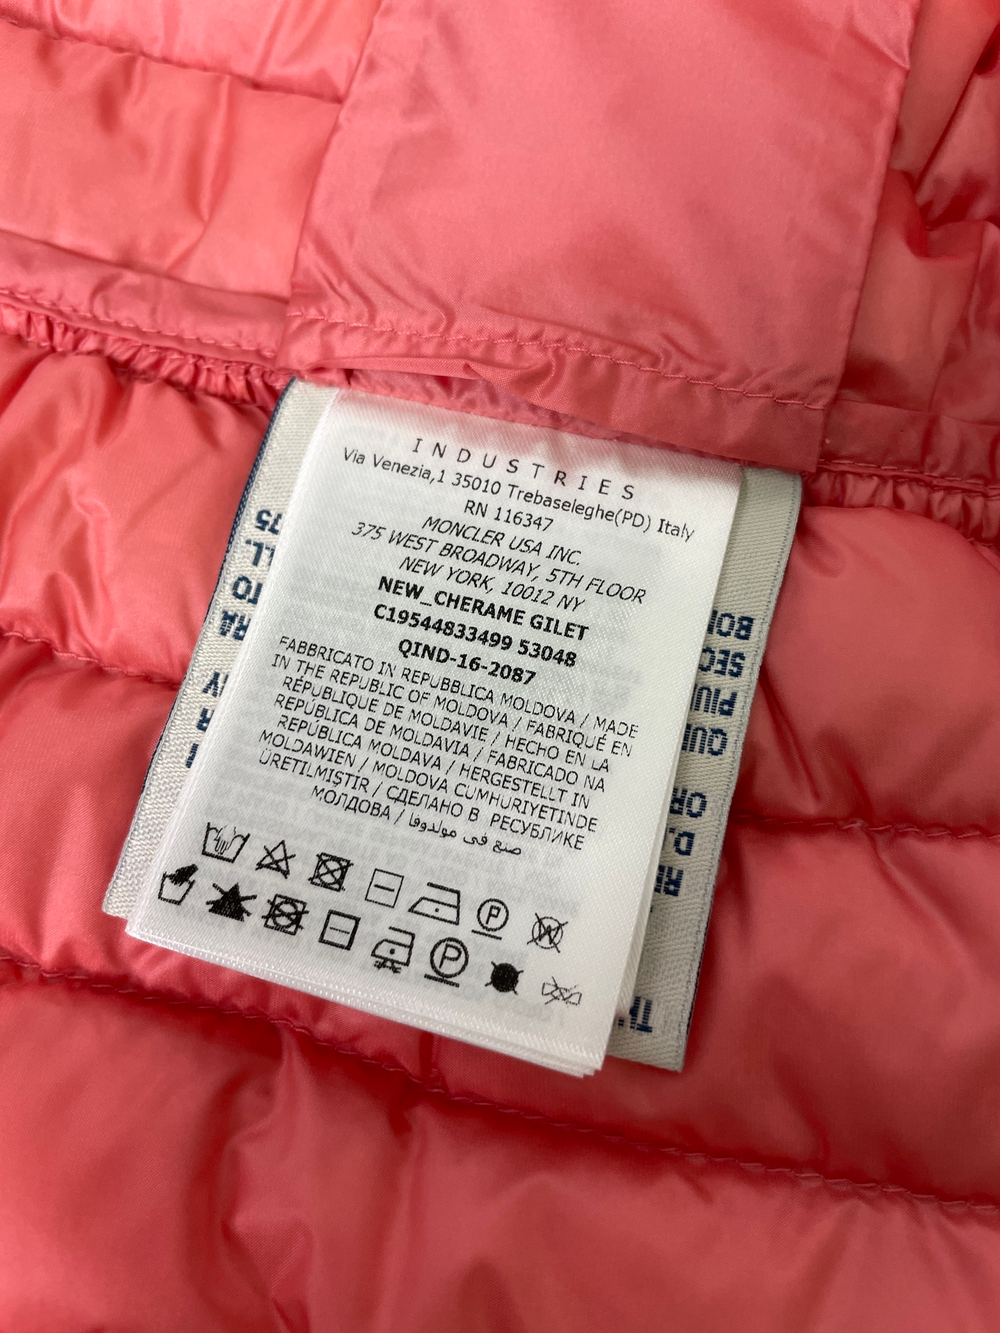 INDUSTRIES
Via Venezia,1 35010 Trebaseleghe(PD) Italy
RN 116347
MONCLER USA INC.
375 WEST BROADWAY, 5TH FLOOR
NEW YORK, 10012 NY
NEW_CHERAME GILET
C19544833499 53048
QIND-16-2087
FABBRICATO IN REPUBBLICA MOLDOVA / MADE
IN THE REPUBLIC OF MOLDOVA / FABRIQUÉ EN
RÉPUBLIQUE DE MOLDAVIE / HECHO EN LA
REPÚBLICA DE MOLDAVIA / FABRICADO NA
REPÚBLICA MOLDAVA / HERGESTELLT IN
MOLDAWIEN / MOLDOVA CUMHURIYETINDE
ÜRETILMIŞTIR / СДЕЛАНО В РЕСПУБЛИКЕ
МОЛДОВА / صنع في مولدوفا
P
W
P